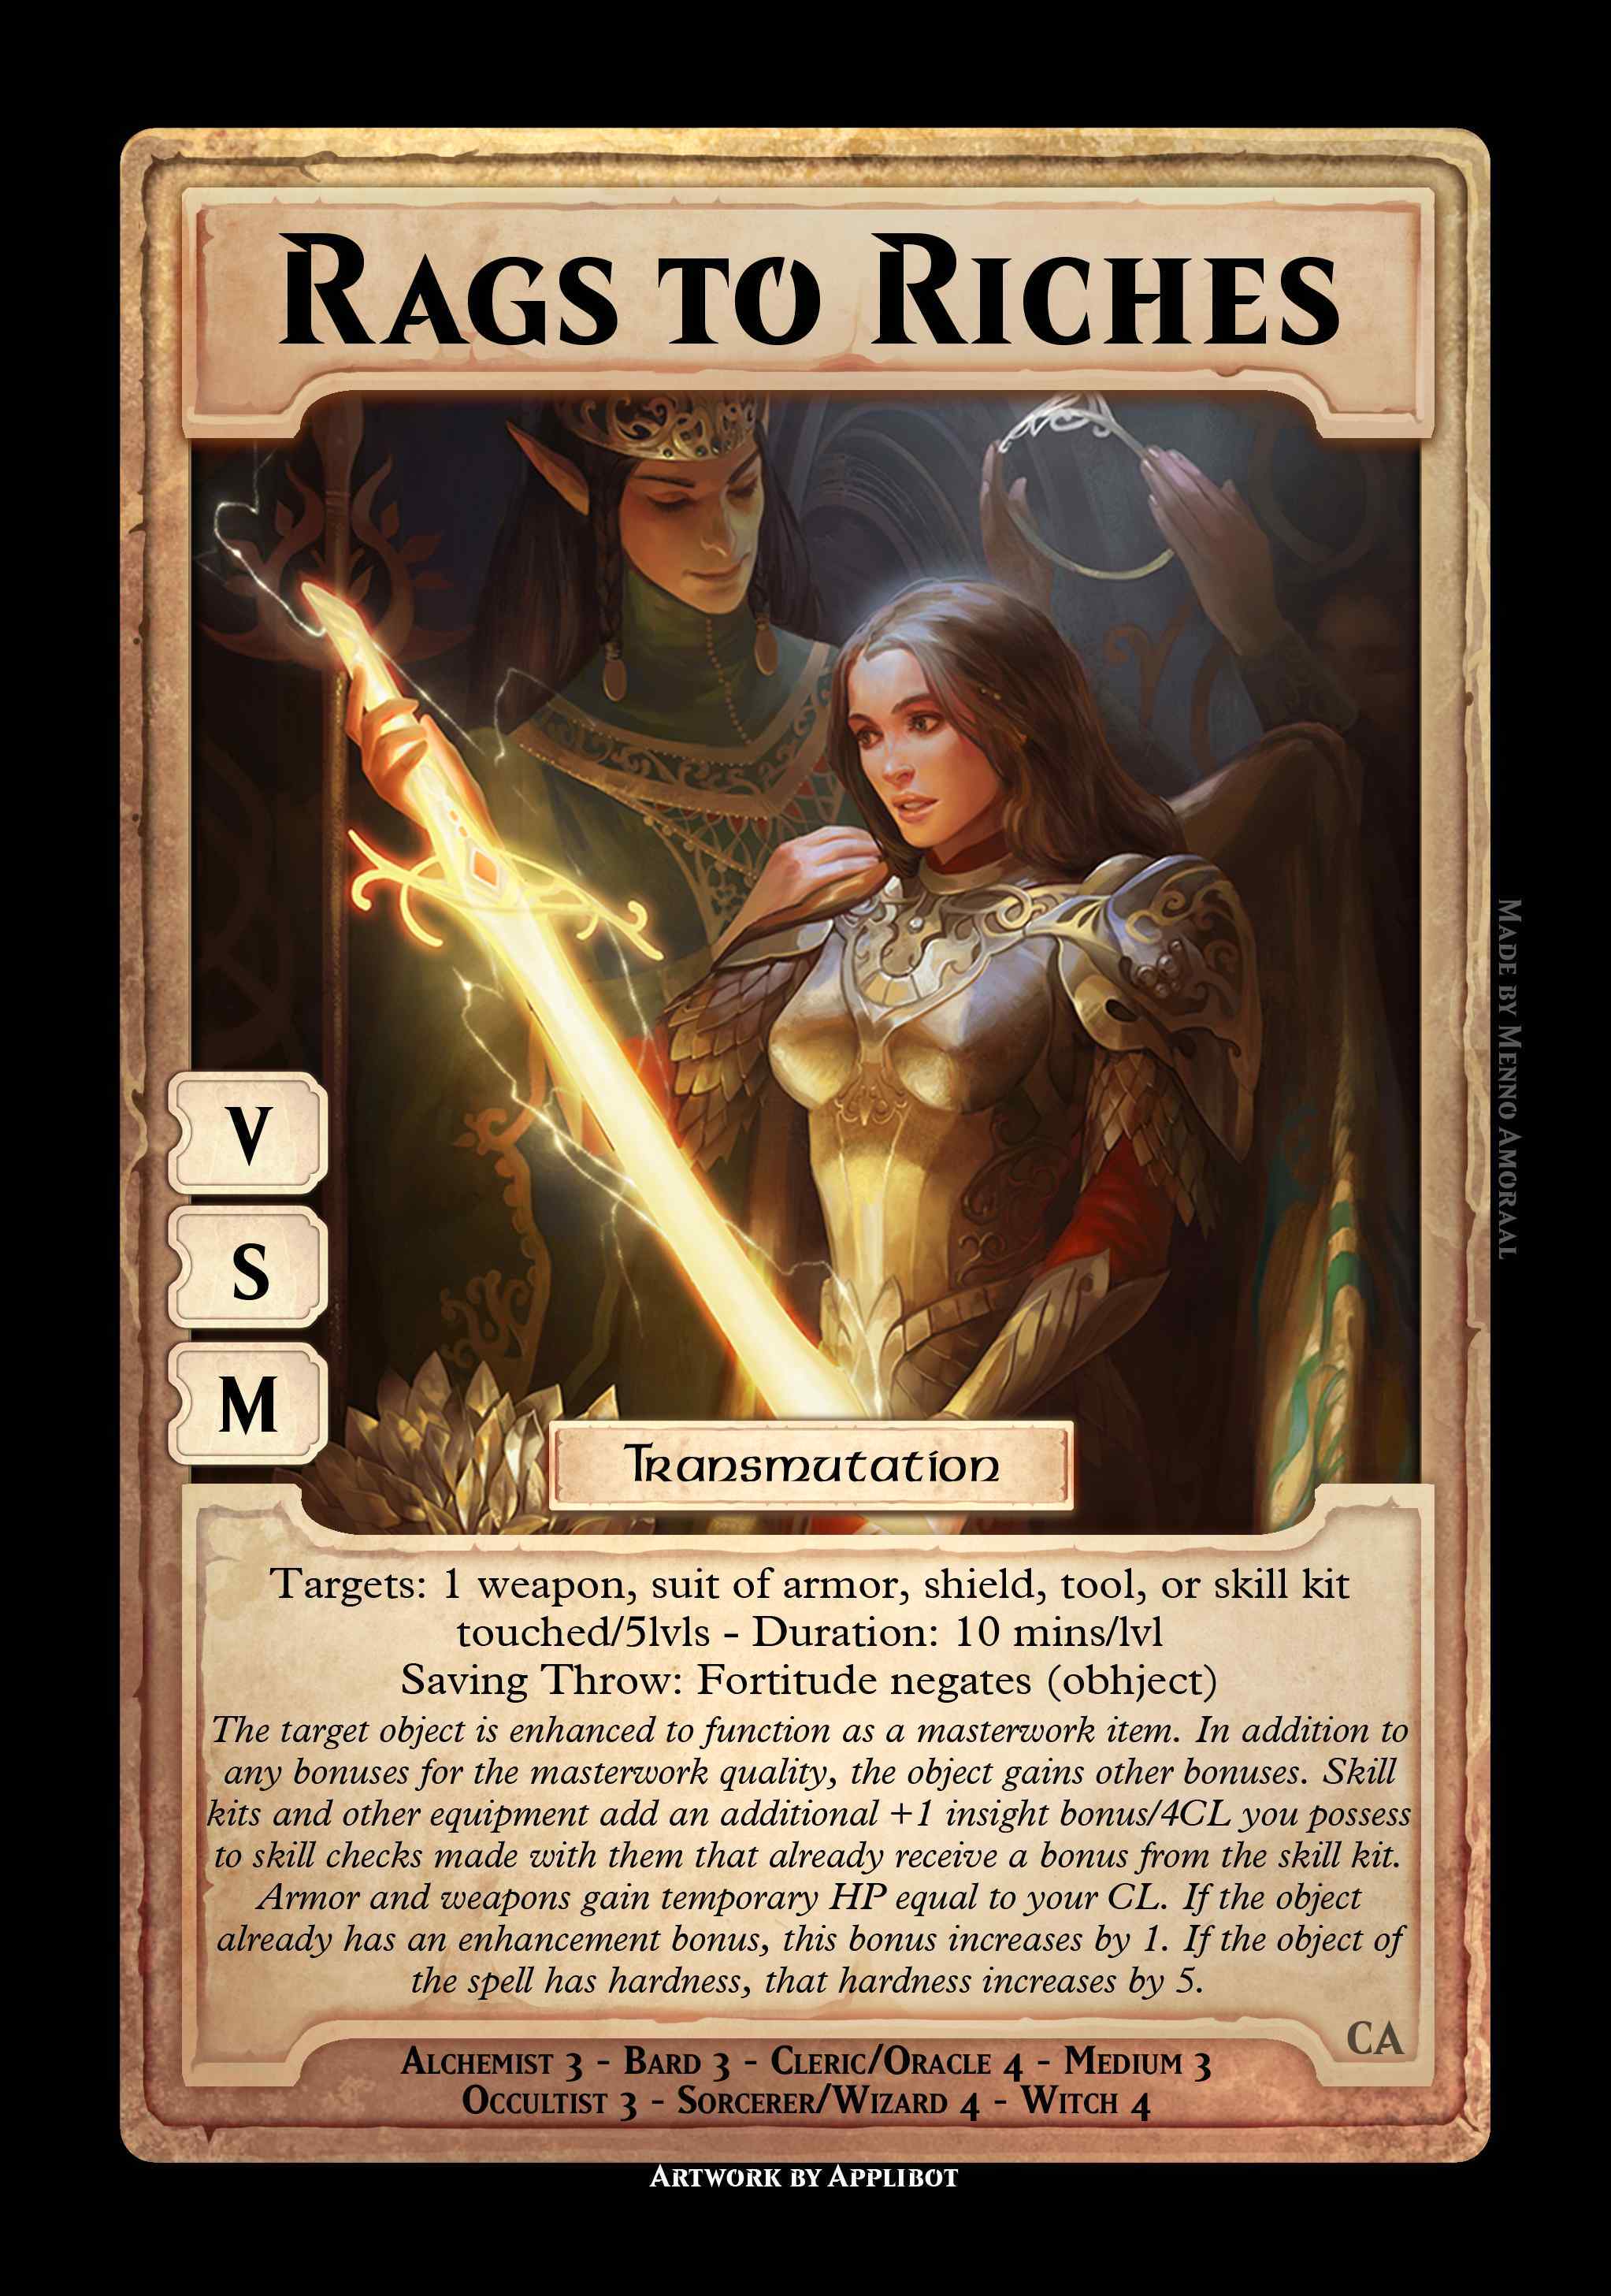 Rags to Riches
V
S
M
Transmutation
Targets: 1 weapon, suit of armor, shield, tool, or skill kit
touched/5lvls - Duration: 10 mins/lvl
Saving Throw: Fortitude negates (obhject)
The target object is enhanced to function as a masterwork item. In addition to
any bonuses for the masterwork quality, the object gains other bonuses. Skill
kits and other equipment add an additional +1 insight bonus/4CL you possess
to skill checks made with them that already receive a bonus from the skill kit.
Armor and weapons gain temporary HP equal to your CL. If the object
already has an enhancement bonus, this bonus increases by 1. If the object of
the spell has hardness, that hardness increases by 5.
CA
Alchemist 3 - Bard 3 - Cleric/Oracle 4 - Medium 3
Occultist 3 - Sorcerer/Wizard 4 - Witch 4
Artwork by Applibot
Made by Menno Amoraal